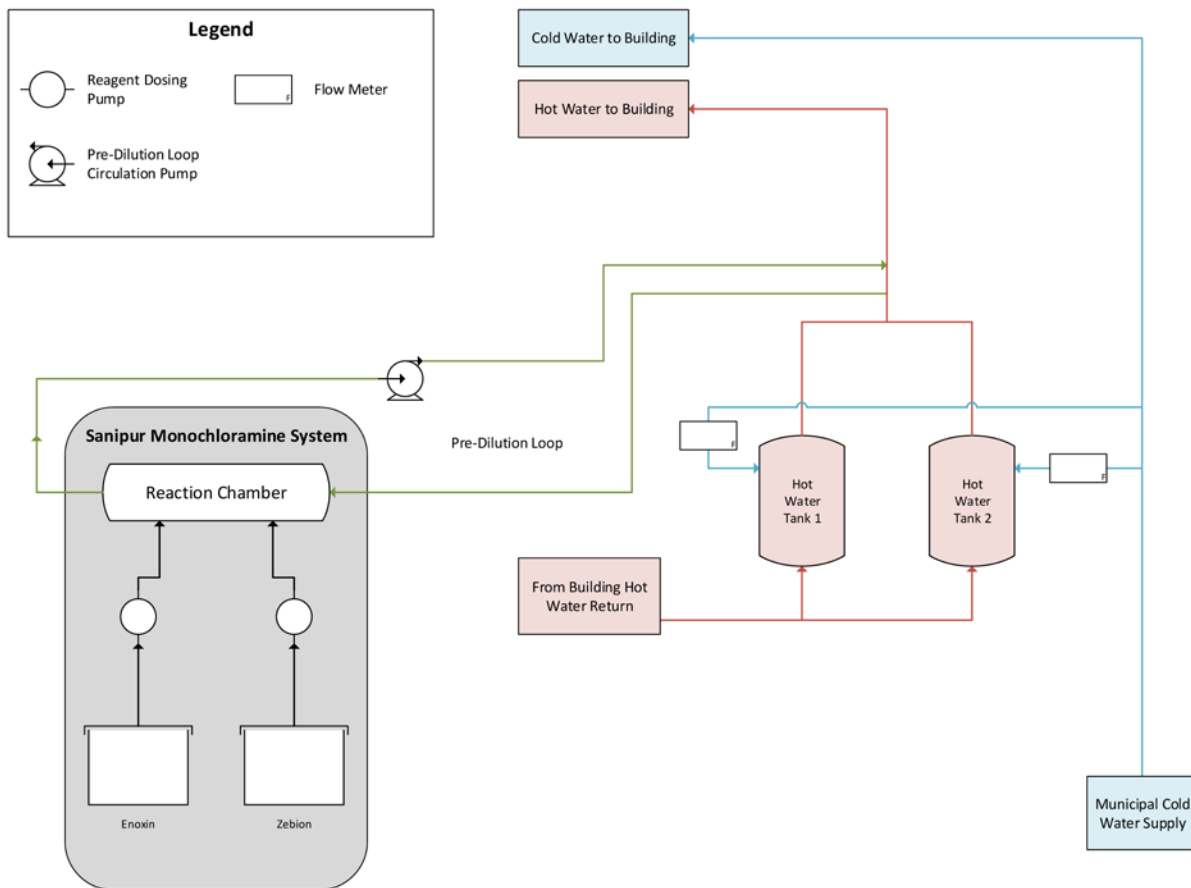 Legend
Reagent Dosing
Pump
Flow Meter
F
Pre-Dilution Loop
Circulation Pump
Cold Water to Building
Hot Water to Building
Sanipur Monochloramine System
Reaction Chamber
Pre-Dilution Loop
F
F
Hot
Water
Tank 1
Hot
Water
Tank 2
From Building Hot
Water Return
Enoxin
Zebion
Municipal Cold
Water Supply